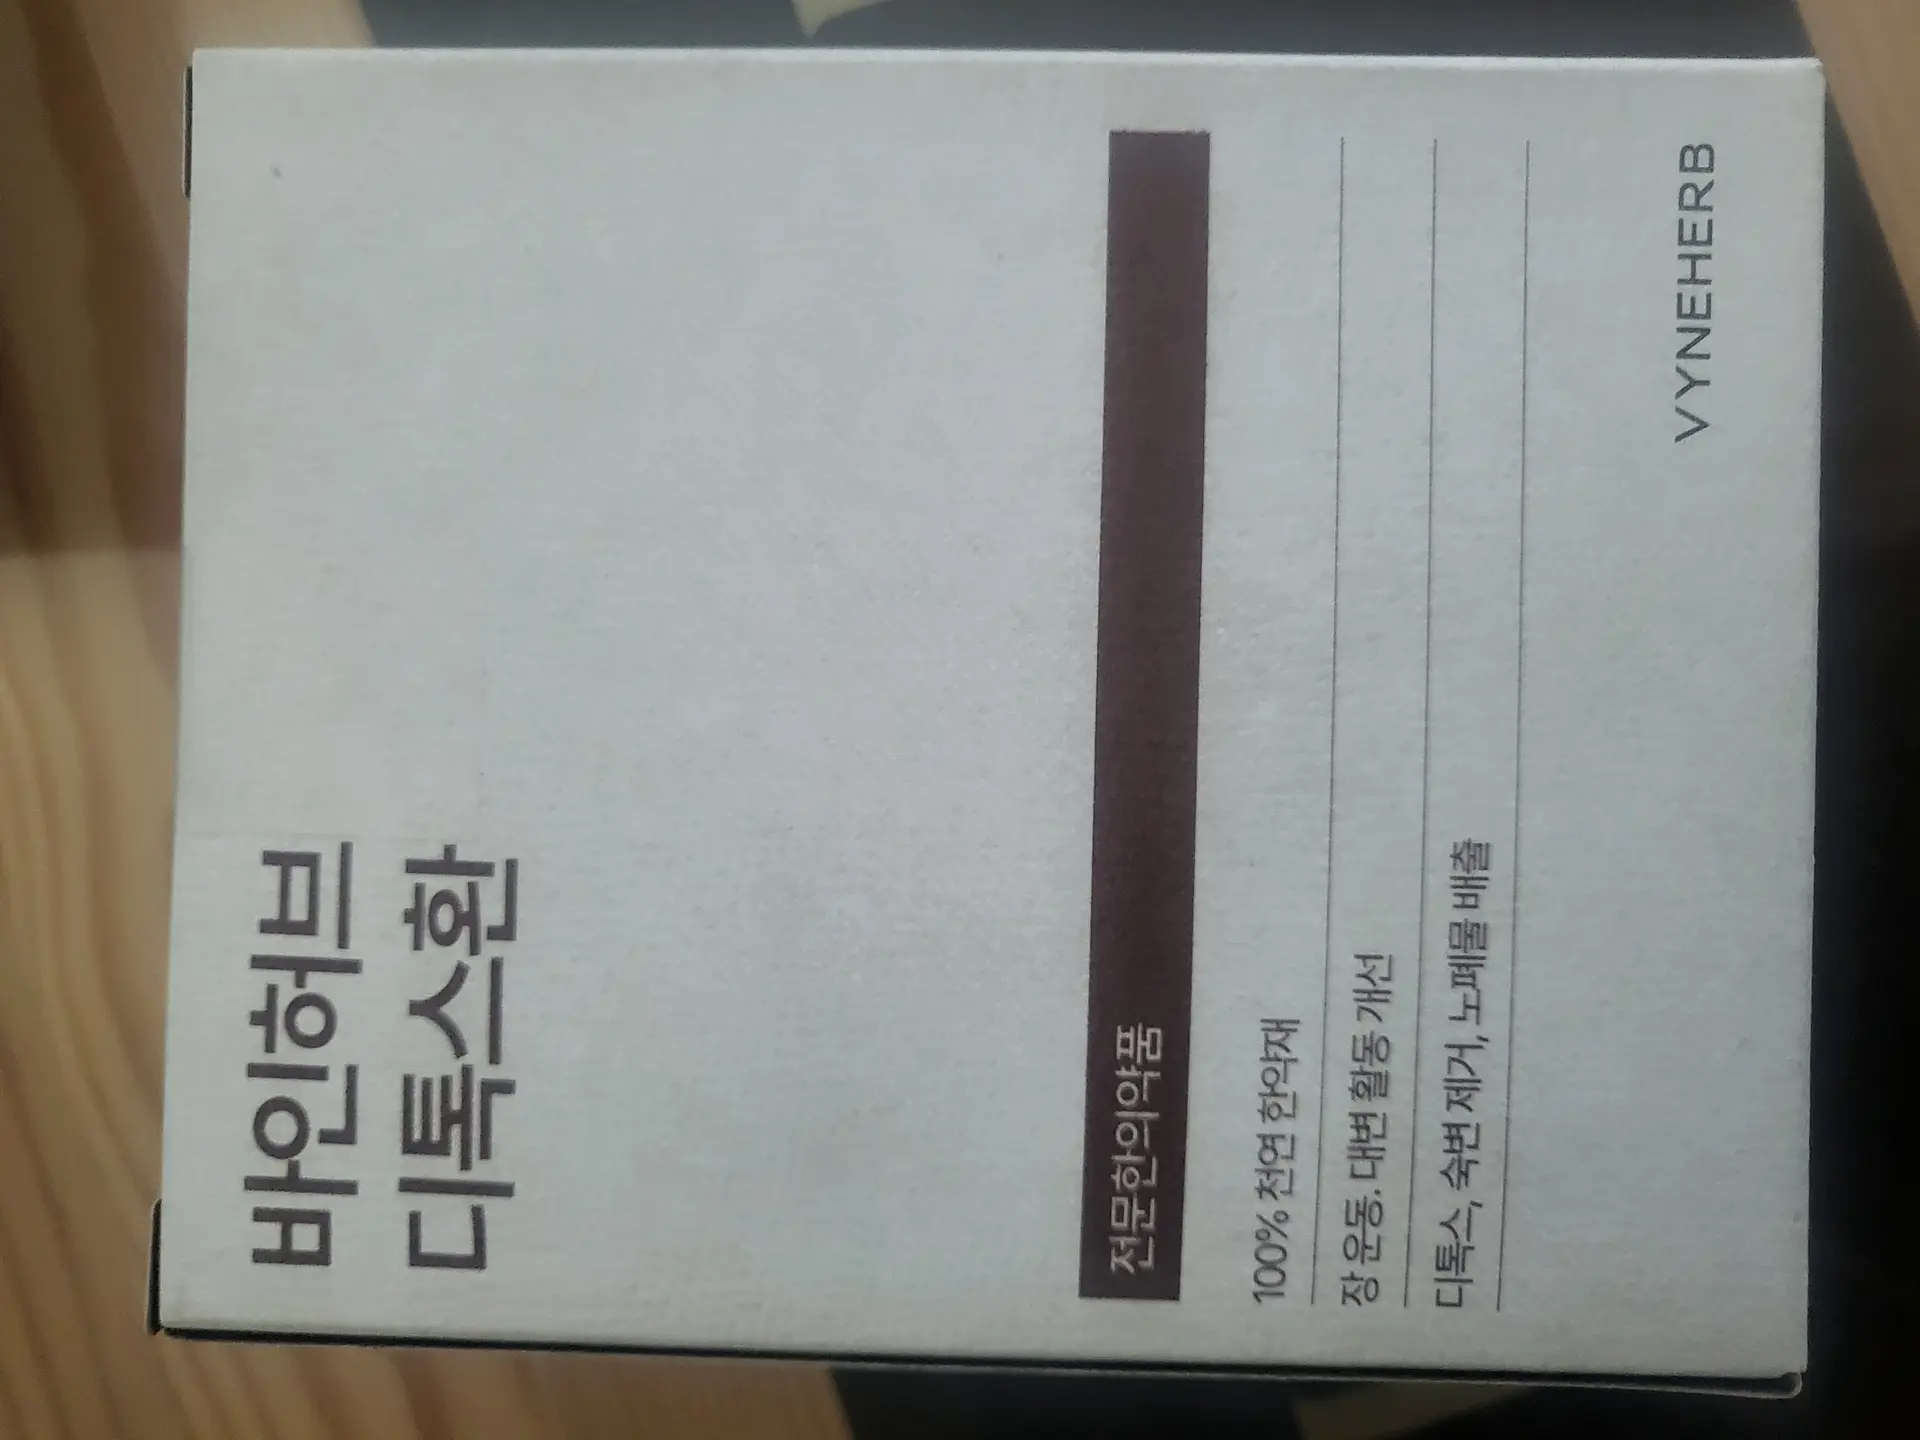 바인허브
디톡스환
전문한의약품
100% 천연 한약재
장 운동. 대변 활동 개선
디톡스, 숙변 제거, 노폐물 배출
VYNEHERB